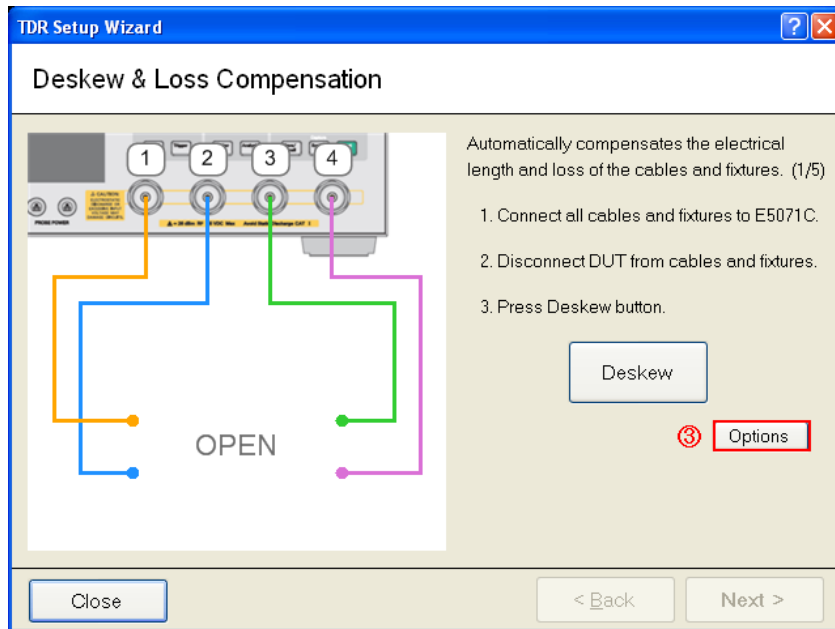 TDR Setup Wizard
?
Deskew & Loss Compensation
1 2 3 4
PROBE POWER
Automatically compensates the electrical
length and loss of the cables and fixtures. (1/5)
1. Connect all cables and fixtures to E5071C.
2. Disconnect DUT from cables and fixtures.
3. Press Deskew button.
Deskew
③ Options
OPEN
Close
< Back
Next >